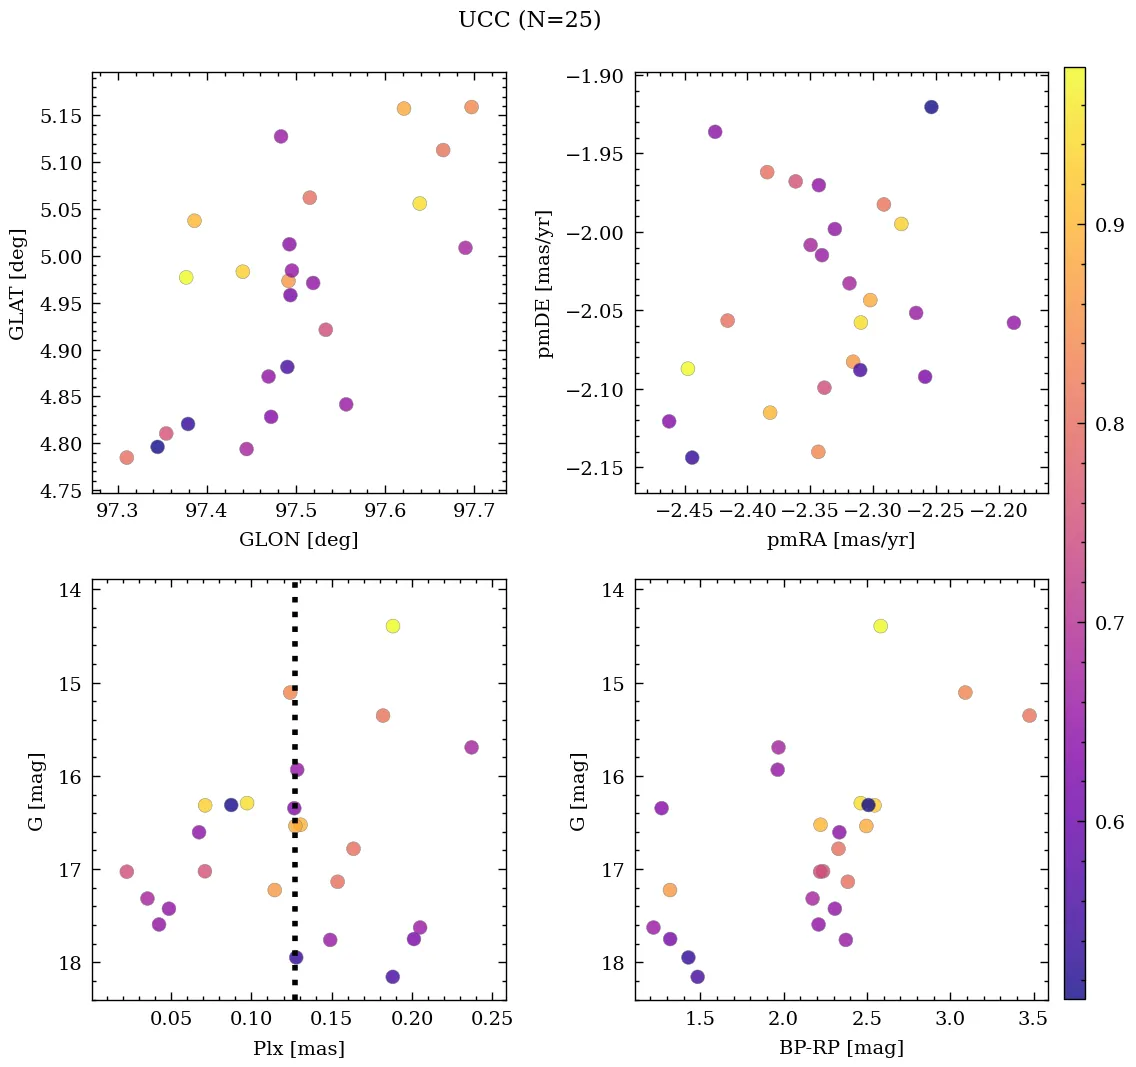 UCC (N=25)
5.15
5.10
5.05
5.00
4.95
4.90
4.85
4.80
4.75
GLAT [deg]
97.3 97.4 97.5 97.6 97.7
GLON [deg]
−1.90
−1.95
−2.00
−2.05
−2.10
−2.15
pmDE [mas/yr]
−2.45 −2.40 −2.35 −2.30 −2.25 −2.20
pmRA [mas/yr]
14
15
16
17
18
G [mag]
0.05 0.10 0.15 0.20 0.25
Plx [mas]
14
15
16
17
18
G [mag]
1.5 2.0 2.5 3.0 3.5
BP-RP [mag]
0.9
0.8
0.7
0.6